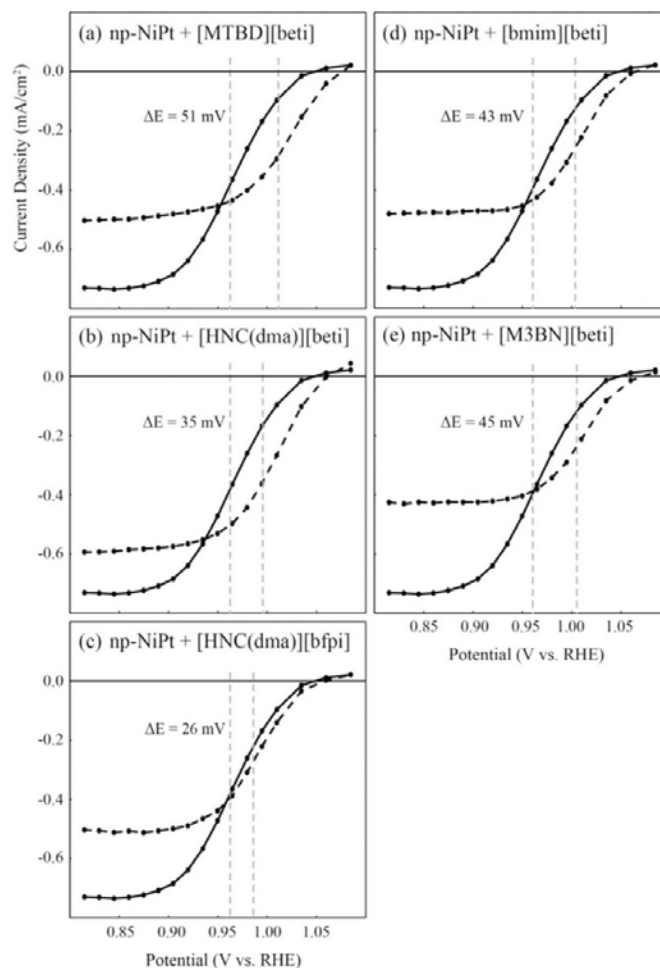 (a) np-NiPt + [MTBD][beti]
0.0
ΔE = 51 mV
-0.2
-0.4
-0.6
Current Density (mA/cm²)
(d) np-NiPt + [bmim][beti]
ΔE = 43 mV
(b) np-NiPt + [HNC(dma)][beti]
0.0
ΔE = 35 mV
-0.2
-0.4
-0.6
(e) np-NiPt + [M3BN][beti]
ΔE = 45 mV
0.85 0.90 0.95 1.00 1.05
Potential (V vs. RHE)
(c) np-NiPt + [HNC(dma)][bfpi]
0.0
ΔE = 26 mV
-0.2
-0.4
-0.6
0.85 0.90 0.95 1.00 1.05
Potential (V vs. RHE)